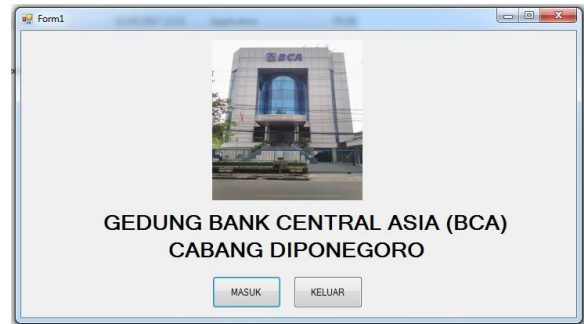 Form1
BCA
GEDUNG BANK CENTRAL ASIA (BCA)
CABANG DIPONEGORO
MASUK
KELUAR